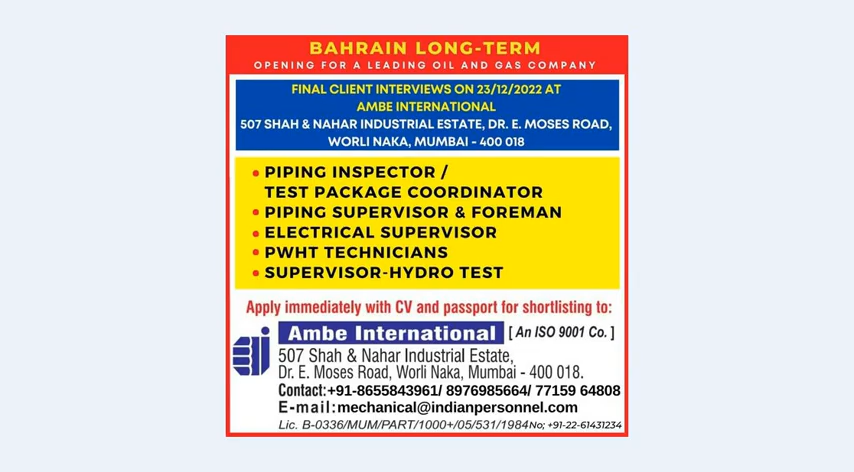 BAHRAIN LONG-TERM
OPENING FOR A LEADING OIL AND GAS COMPANY
FINAL CLIENT INTERVIEWS ON 23/12/2022 AT
AMBE INTERNATIONAL
507 SHAH & NAHAR INDUSTRIAL ESTATE, DR. E. MOSES ROAD,
WORLI NAKA, MUMBAI - 400 018
• PIPING INSPECTOR /
TEST PACKAGE COORDINATOR
• PIPING SUPERVISOR & FOREMAN
• ELECTRICAL SUPERVISOR
• PWHT TECHNICIANS
• SUPERVISOR-HYDRO TEST
Apply immediately with CV and passport for shortlisting to:
Ambe International [ An ISO 9001 Co. ]
507 Shah & Nahar Industrial Estate,
Dr. E. Moses Road, Worli Naka, Mumbai - 400 018.
Contact:+91-8655843961/ 8976985664/ 77159 64808
E-mail:mechanical@indianpersonnel.com
Lic. B-0336/MUM/PART/1000+/05/531/1984No; +91-22-61431234